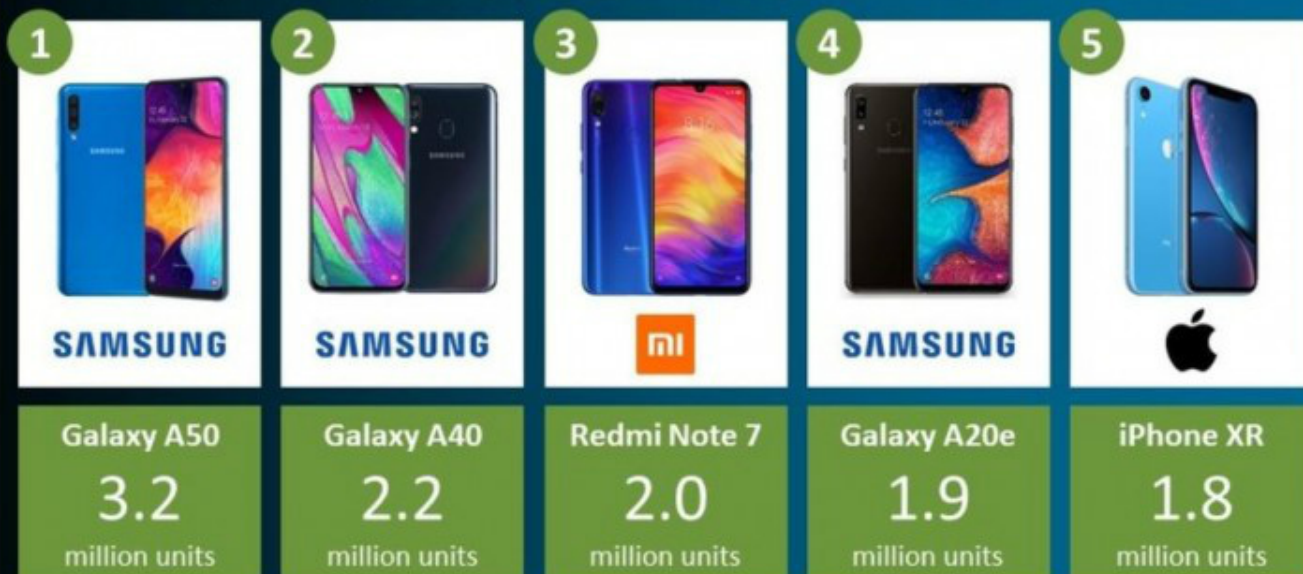 1
2
3
4
5
SAMSUNG
SAMSUNG
SAMSUNG
mi
SAMSUNG
Galaxy A50
3.2
million units
Galaxy A40
2.2
million units
Redmi Note 7
2.0
million units
Galaxy A20e
1.9
million units
iPhone XR
1.8
million units